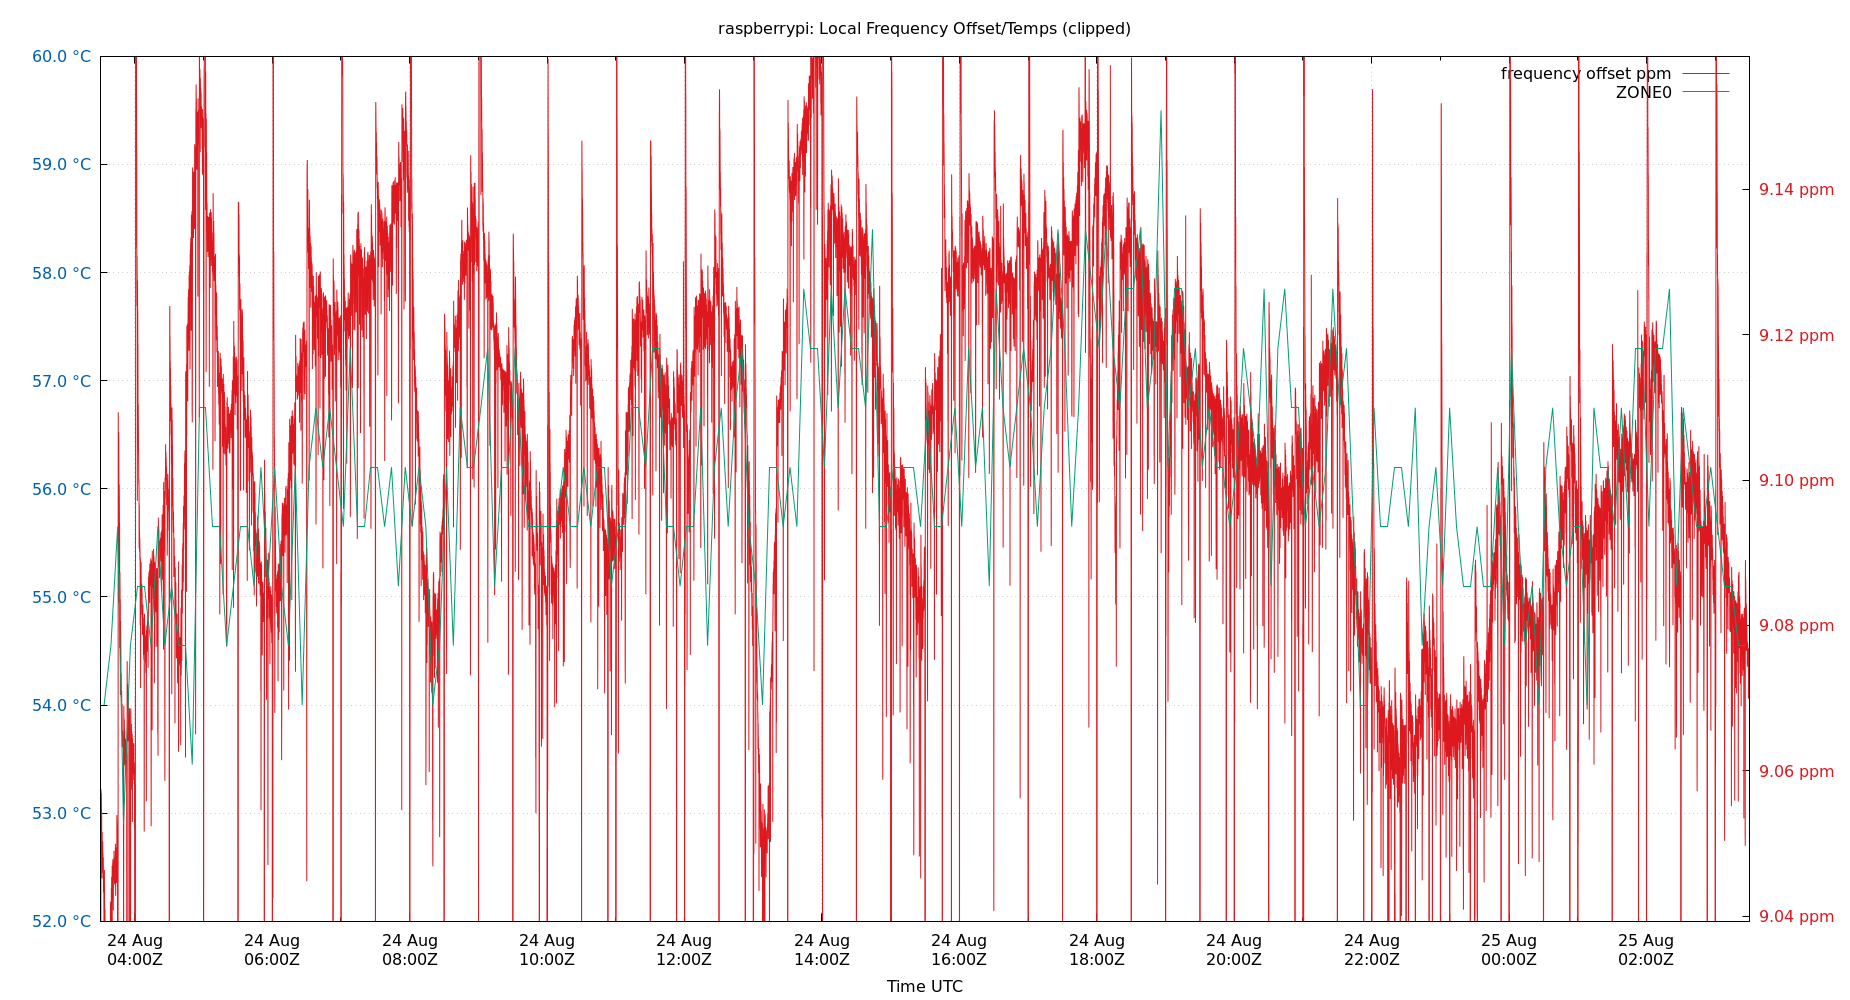 raspberrypi: Local Frequency Offset/Temps (clipped)
60.0 °C
59.0 °C
58.0 °C
57.0 °C
56.0 °C
55.0 °C
54.0 °C
53.0 °C
52.0 °C
frequency offset ppm
ZONE0
9.14 ppm
9.12 ppm
9.10 ppm
9.08 ppm
9.06 ppm
9.04 ppm
24 Aug 24 Aug 24 Aug 24 Aug 24 Aug 24 Aug 24 Aug 24 Aug 24 Aug 24 Aug 25 Aug 25 Aug
04:00Z 06:00Z 08:00Z 10:00Z 12:00Z 14:00Z 16:00Z 18:00Z 20:00Z 22:00Z 00:00Z 02:00Z
Time UTC